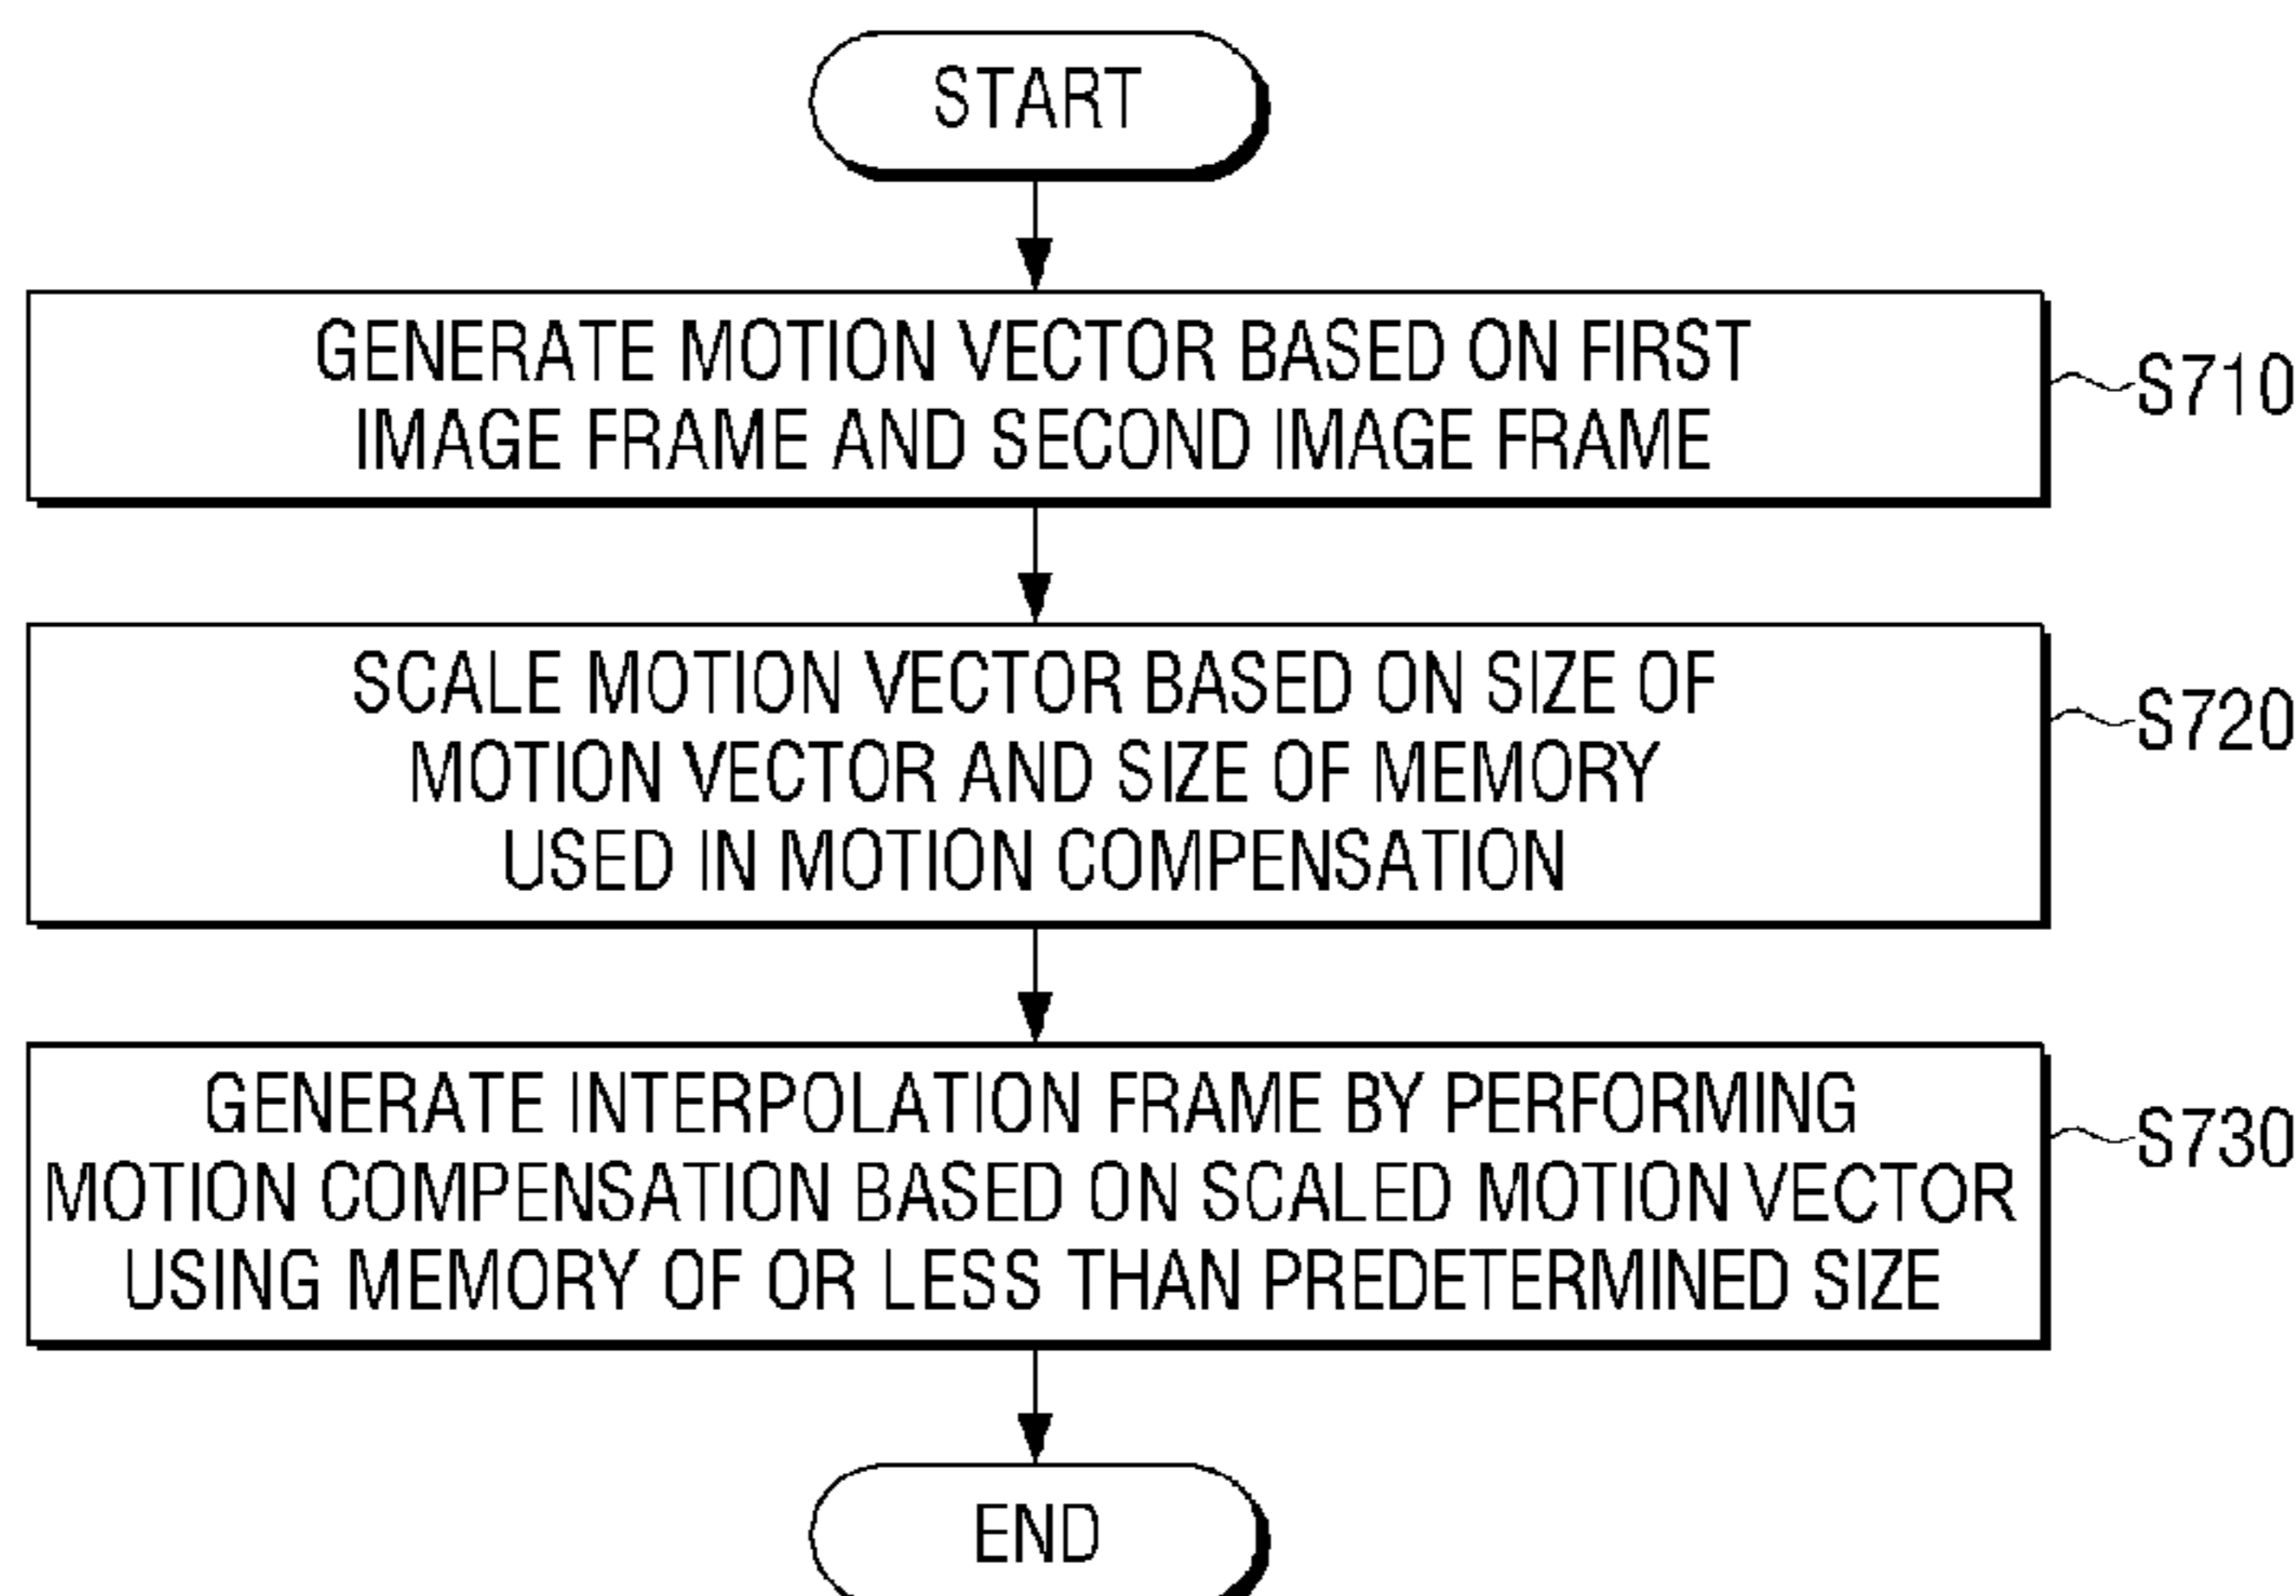 START
GENERATE MOTION VECTOR BASED ON FIRST
IMAGE FRAME AND SECOND IMAGE FRAME
S710
SCALE MOTION VECTOR BASED ON SIZE OF
MOTION VECTOR AND SIZE OF MEMORY
USED IN MOTION COMPENSATION
S720
GENERATE INTERPOLATION FRAME BY PERFORMING
MOTION COMPENSATION BASED ON SCALED MOTION VECTOR
USING MEMORY OF OR LESS THAN PREDETERMINED SIZE
S730
END